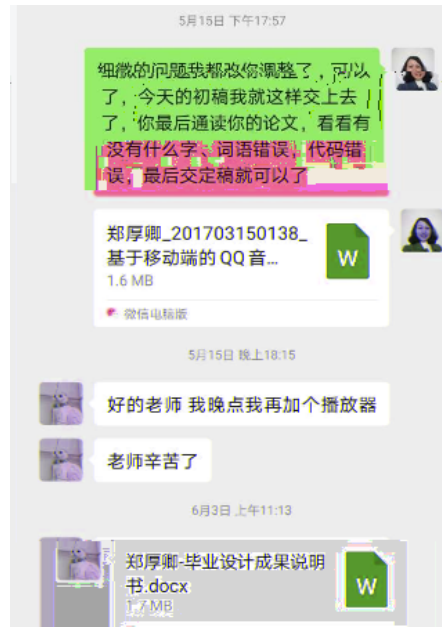 5月15日 下午17:57
细微的问题我都改你调整了，可以
了，今天的初稿我就这样交上去
了，你最后通读你的论文，看看有
没有什么字、词语错误，代码错
误，最后交定稿就可以了
郑厚卿_201703150138_
基于移动端的QQ音...
1.6 MB
W
微信电脑版
5月15日 晚上18:15
好的老师 我晚点我再加个播放器
老师辛苦了
6月3日 上午11:13
郑厚卿-毕业设计成果说明
书.docx
1.7 MB
W